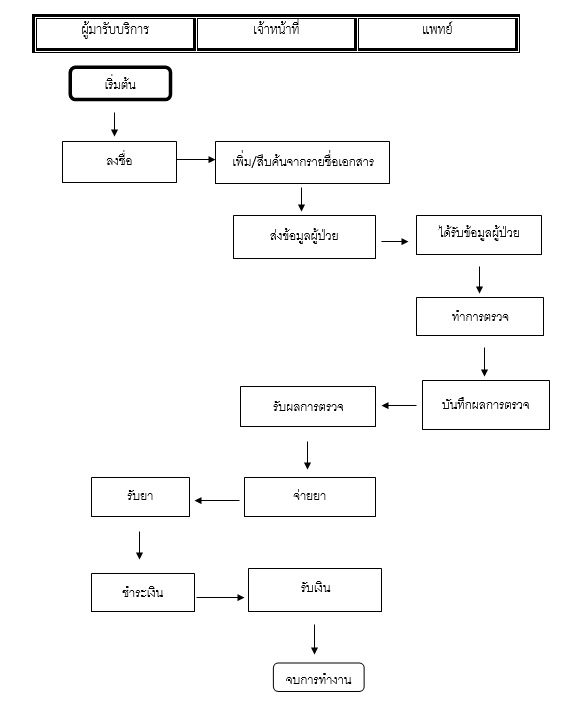 ผู้มารับบริการ เจ้าหน้าที่ แพทย์
เริ่มต้น
ลงชื่อ เพิ่ม/สืบค้นจากรายชื่อเอกสาร
ส่งข้อมูลผู้ป่วย ได้รับข้อมูลผู้ป่วย
ทำการตรวจ
รับผลการตรวจ บันทึกผลการตรวจ
รับยา จ่ายยา
ชำระเงิน รับเงิน
จบการทำงาน